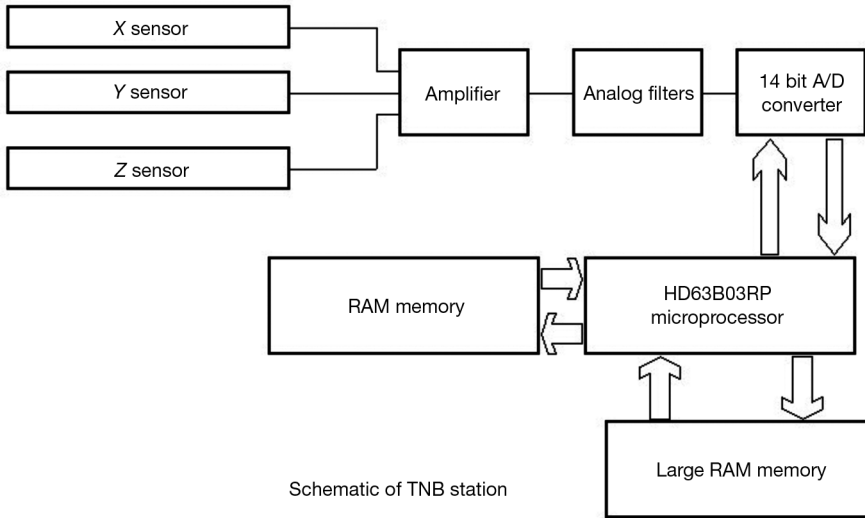 X sensor
Y sensor
Z sensor
Amplifier
Analog filters
14 bit A/D
converter
RAM memory
HD63B03RP
microprocessor
Large RAM memory
Schematic of TNB station